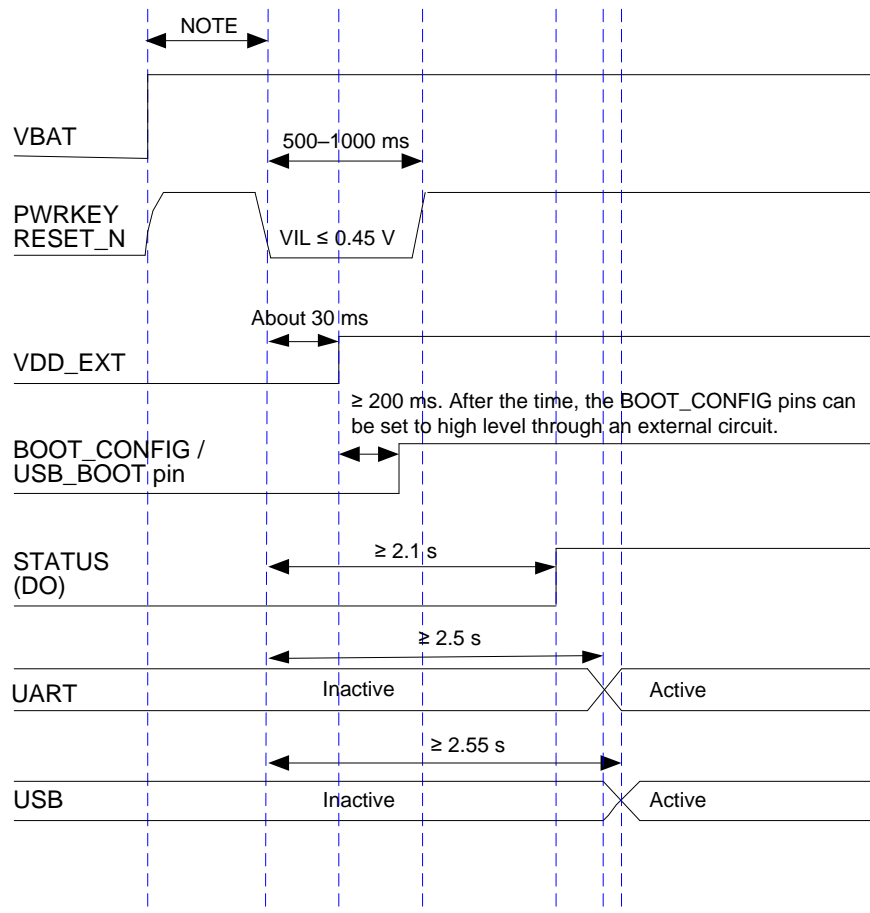 NOTE
VBAT
500–1000 ms
PWRKEY
RESET_N
VIL ≤ 0.45 V
About 30 ms
VDD_EXT
≥ 200 ms. After the time, the BOOT_CONFIG pins can
be set to high level through an external circuit.
BOOT_CONFIG /
USB_BOOT pin
≥ 2.1 s
STATUS
(DO)
≥ 2.5 s
UART
Inactive
Active
≥ 2.55 s
USB
Inactive
Active